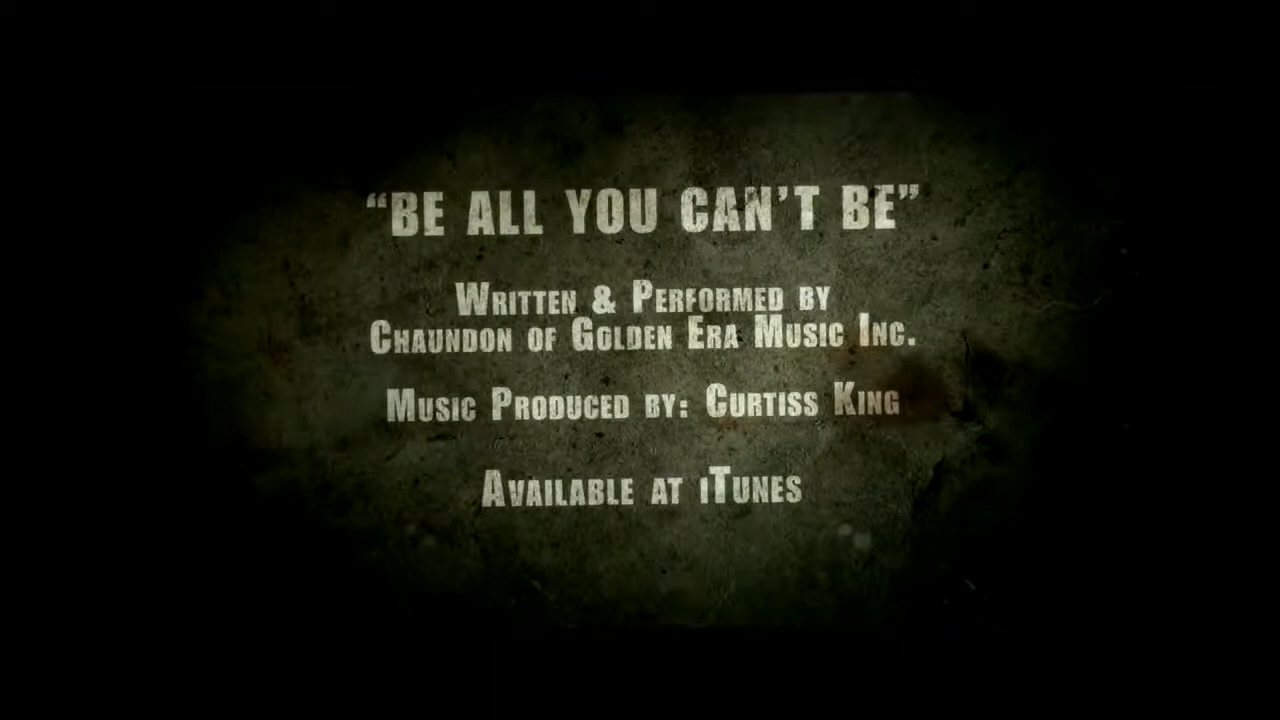 “BE ALL YOU CAN’T BE”
WRITTEN & PERFORMED BY
CHAUNDON OF GOLDEN ERA MUSIC INC.
MUSIC PRODUCED BY: CURTISS KING
AVAILABLE AT iTUNES